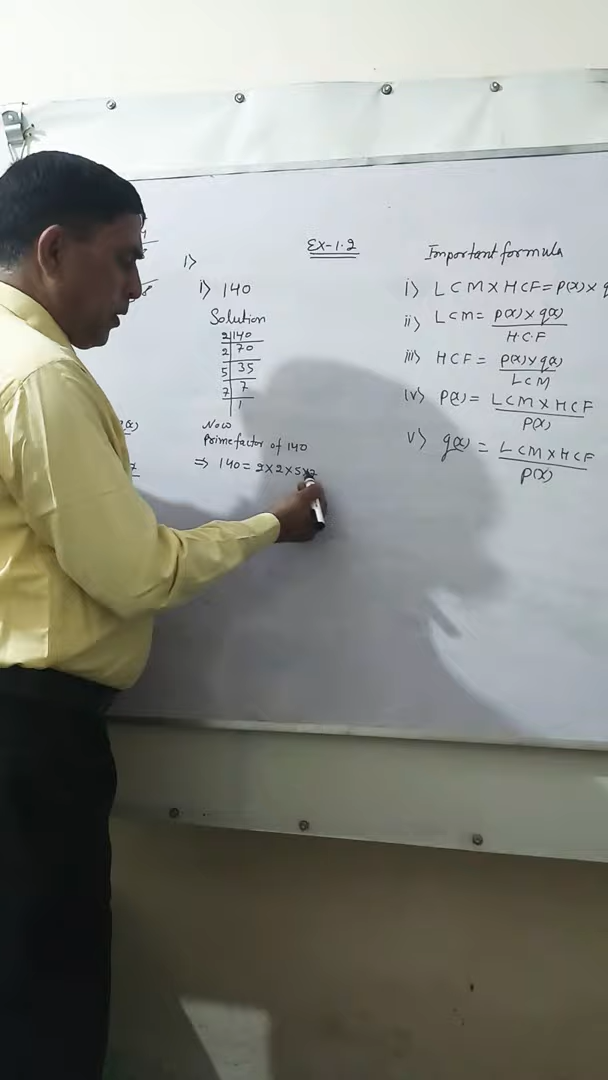 EX-1.2
1>
i> 140
Solution
2|140
2|70
5|35
7|7
|1
Now
Prime factor of 140
⇒ 140 = 2×2×5×7
Important formula
i> LCM×HCF=P(x)×q
ii> LCM= P(x)×q(x)
HCF
iii> HCF = P(x)×q(x)
LCM
iv> P(x)= LCM×HCF
P(x)
v> q(x) = LCM×HCF
P(x)